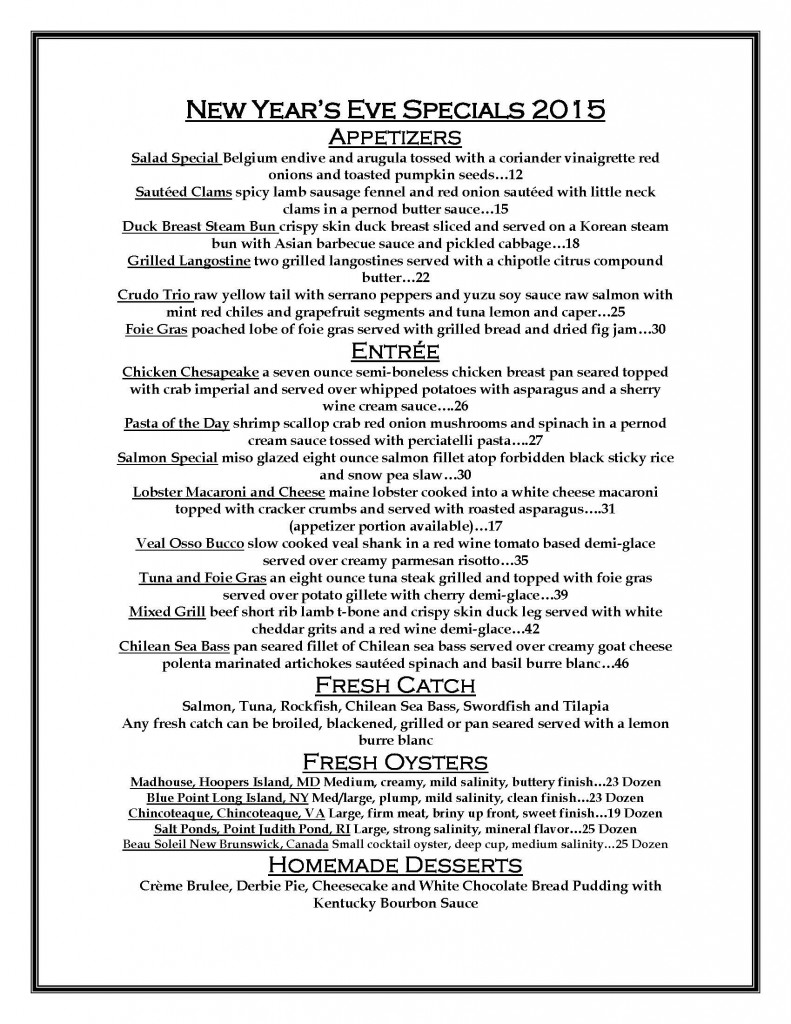 New Year's Eve Specials 2015
Appetizers
Salad Special Belgium endive and arugula tossed with a coriander vinaigrette red
onions and toasted pumpkin seeds…12
Sautéed Clams spicy lamb sausage fennel and red onion sautéed with little neck
clams in a pernod butter sauce…15
Duck Breast Steam Bun crispy skin duck breast sliced and served on a Korean steam
bun with Asian barbecue sauce and pickled cabbage…18
Grilled Langostine two grilled langostines served with a chipotle citrus compound
butter…22
Crudo Trio raw yellow tail with serrano peppers and yuzu soy sauce raw salmon with
mint red chiles and grapefruit segments and tuna lemon and caper…25
Foie Gras poached lobe of foie gras served with grilled bread and dried fig jam…30
Entrée
Chicken Chesapeake a seven ounce semi-boneless chicken breast pan seared topped
with crab imperial and served over whipped potatoes with asparagus and a sherry
wine cream sauce….26
Pasta of the Day shrimp scallop crab red onion mushrooms and spinach in a pernod
cream sauce tossed with perciatelli pasta….27
Salmon Special miso glazed eight ounce salmon fillet atop forbidden black sticky rice
and snow pea slaw…30
Lobster Macaroni and Cheese maine lobster cooked into a white cheese macaroni
topped with cracker crumbs and served with roasted asparagus….31
(appetizer portion available)…17
Veal Osso Bucco slow cooked veal shank in a red wine tomato based demi-glace
served over creamy parmesan risotto…35
Tuna and Foie Gras an eight ounce tuna steak grilled and topped with foie gras
served over potato gillete with cherry demi-glace…39
Mixed Grill beef short rib lamb t-bone and crispy skin duck leg served with white
cheddar grits and a red wine demi-glace…42
Chilean Sea Bass pan seared fillet of Chilean sea bass served over creamy goat cheese
polenta marinated artichokes sautéed spinach and basil burre blanc…46
Fresh Catch
Salmon, Tuna, Rockfish, Chilean Sea Bass, Swordfish and Tilapia
Any fresh catch can be broiled, blackened, grilled or pan seared served with a lemon
burre blanc
Fresh Oysters
Madhouse, Hoopers Island, MD Medium, creamy, mild salinity, buttery finish…23 Dozen
Blue Point Long Island, NY Med/large, plump, mild salinity, clean finish…23 Dozen
Chincoteague, Chincoteague, VA Large, firm meat, briny up front, sweet finish…19 Dozen
Salt Ponds, Point Judith Pond, RI Large, strong salinity, mineral flavor…25 Dozen
Beau Soleil New Brunswick, Canada Small cocktail oyster, deep cup, medium salinity…25 Dozen
Homemade Desserts
Crème Brulee, Derbie Pie, Cheesecake and White Chocolate Bread Pudding with
Kentucky Bourbon Sauce